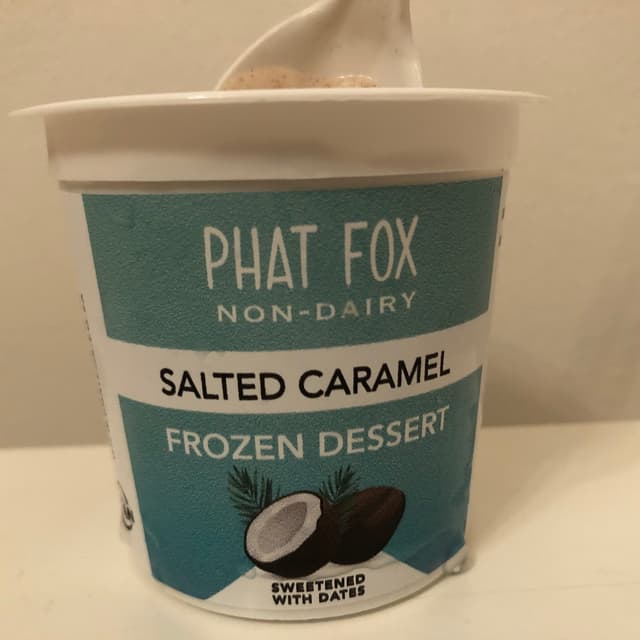 PHAT FOX
NON-DAIRY
SALTED CARAMEL
FROZEN DESSERT
SWEETENED
WITH DATES